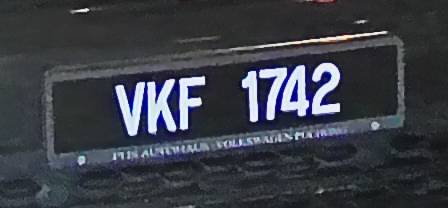 VKF 1742
AUTOHAUS VOLKSWAGEN PUCHONG